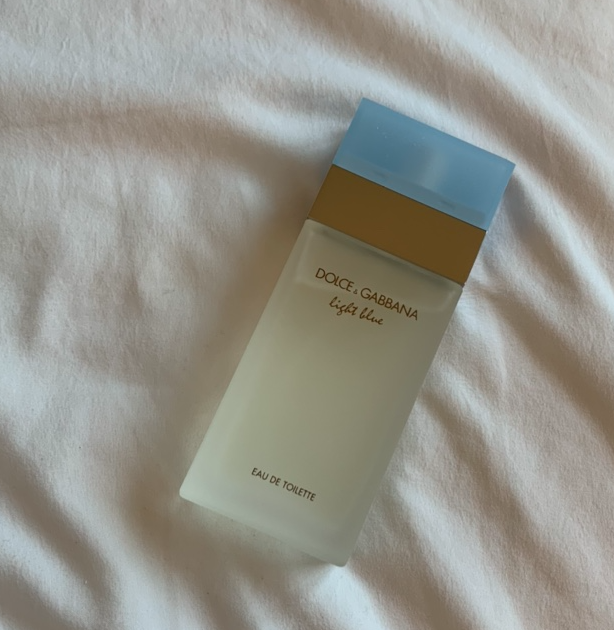 DOLCE & GABBANA
light blue
EAU DE TOILETTE